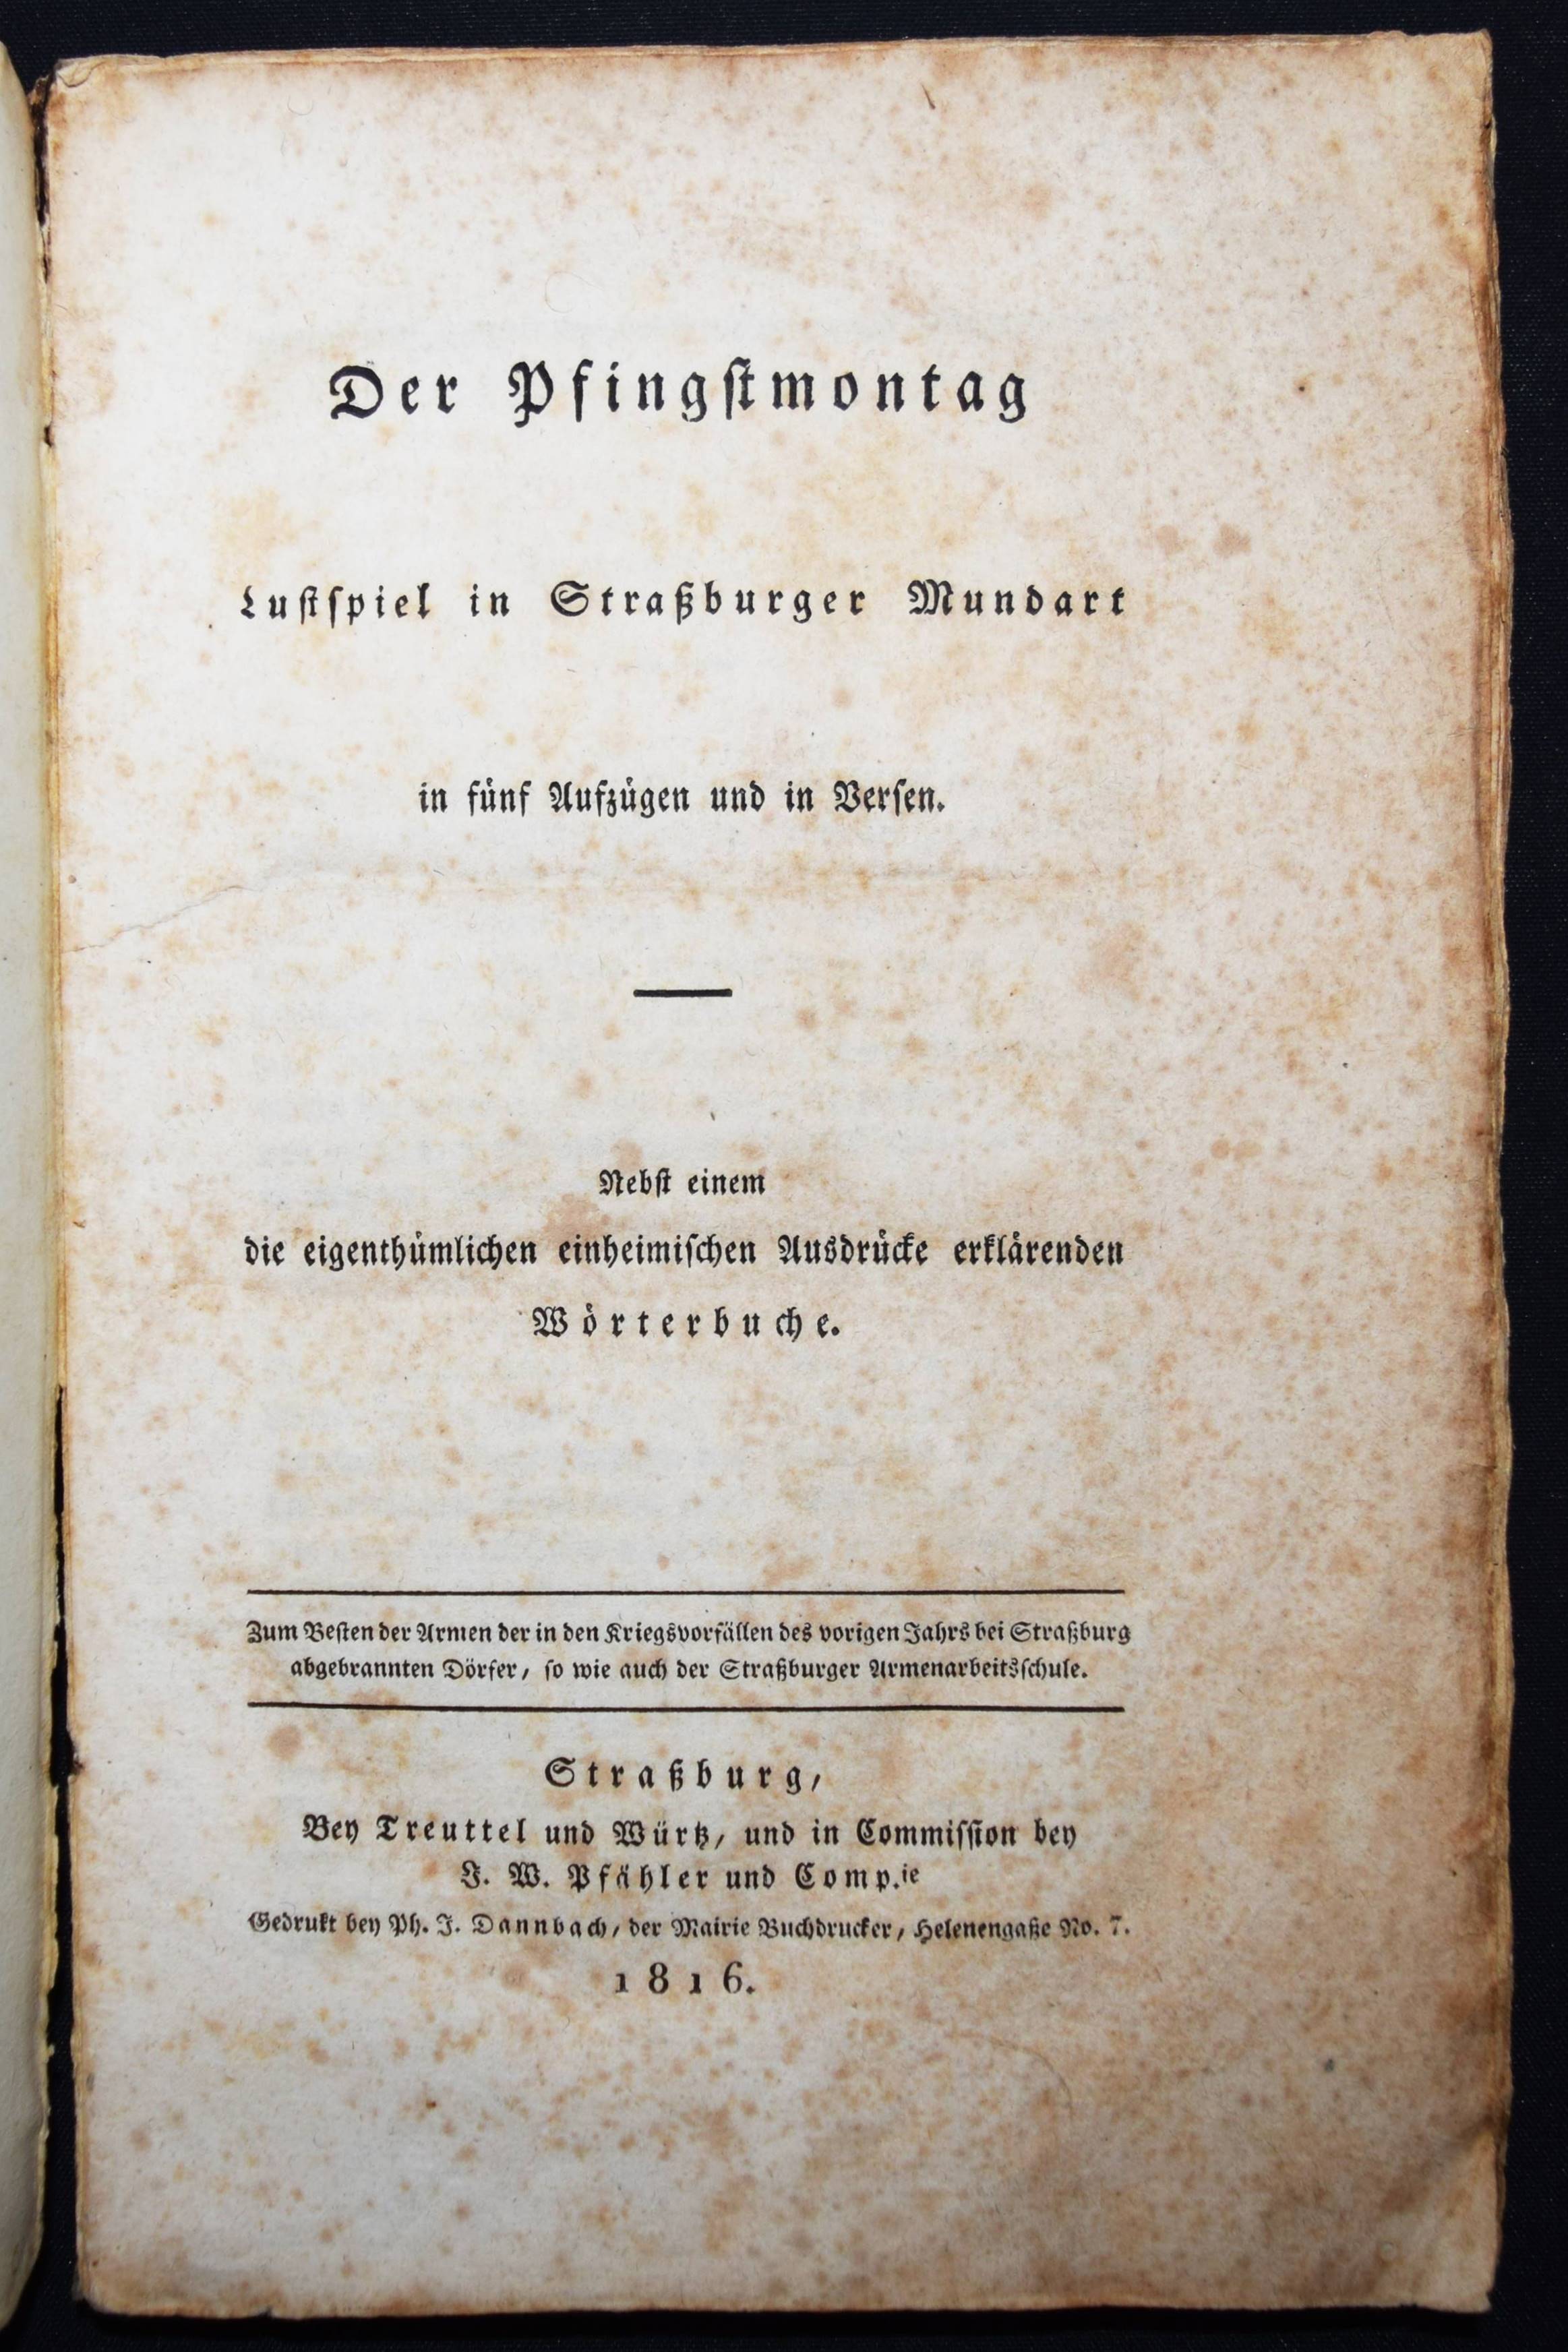 Der Pfingstmontag
Lustspiel in Straßburger Mundart
in fünf Aufzügen und in Versen.
Nebst einem
die eigenthümlichen einheimischen Ausdrücke erklärenden
Wörterbuche.
Zum Besten der Armen der in den Kriegsvorfällen des vorigen Jahrs bei Straßburg
abgebrannten Dörfer, so wie auch der Straßburger Armenarbeitsschule.
Straßburg,
Bey Treuttel und Würtz, und in Commission bey
J. W. Pfähler und Comp.ie
Gedrukt bey Ph. J. Dannbach, der Mairie Buchdrucker, Helenengaße No. 7.
1816.